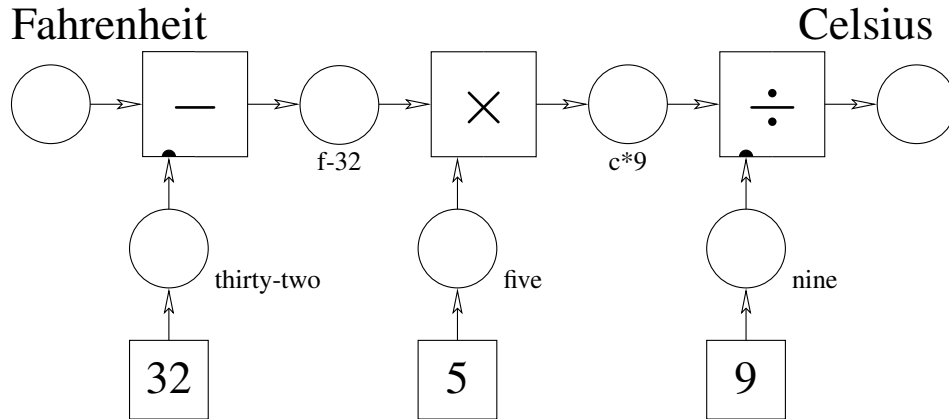 Fahrenheit Celsius
− × ÷
f-32 c*9
thirty-two five nine
32 5 9